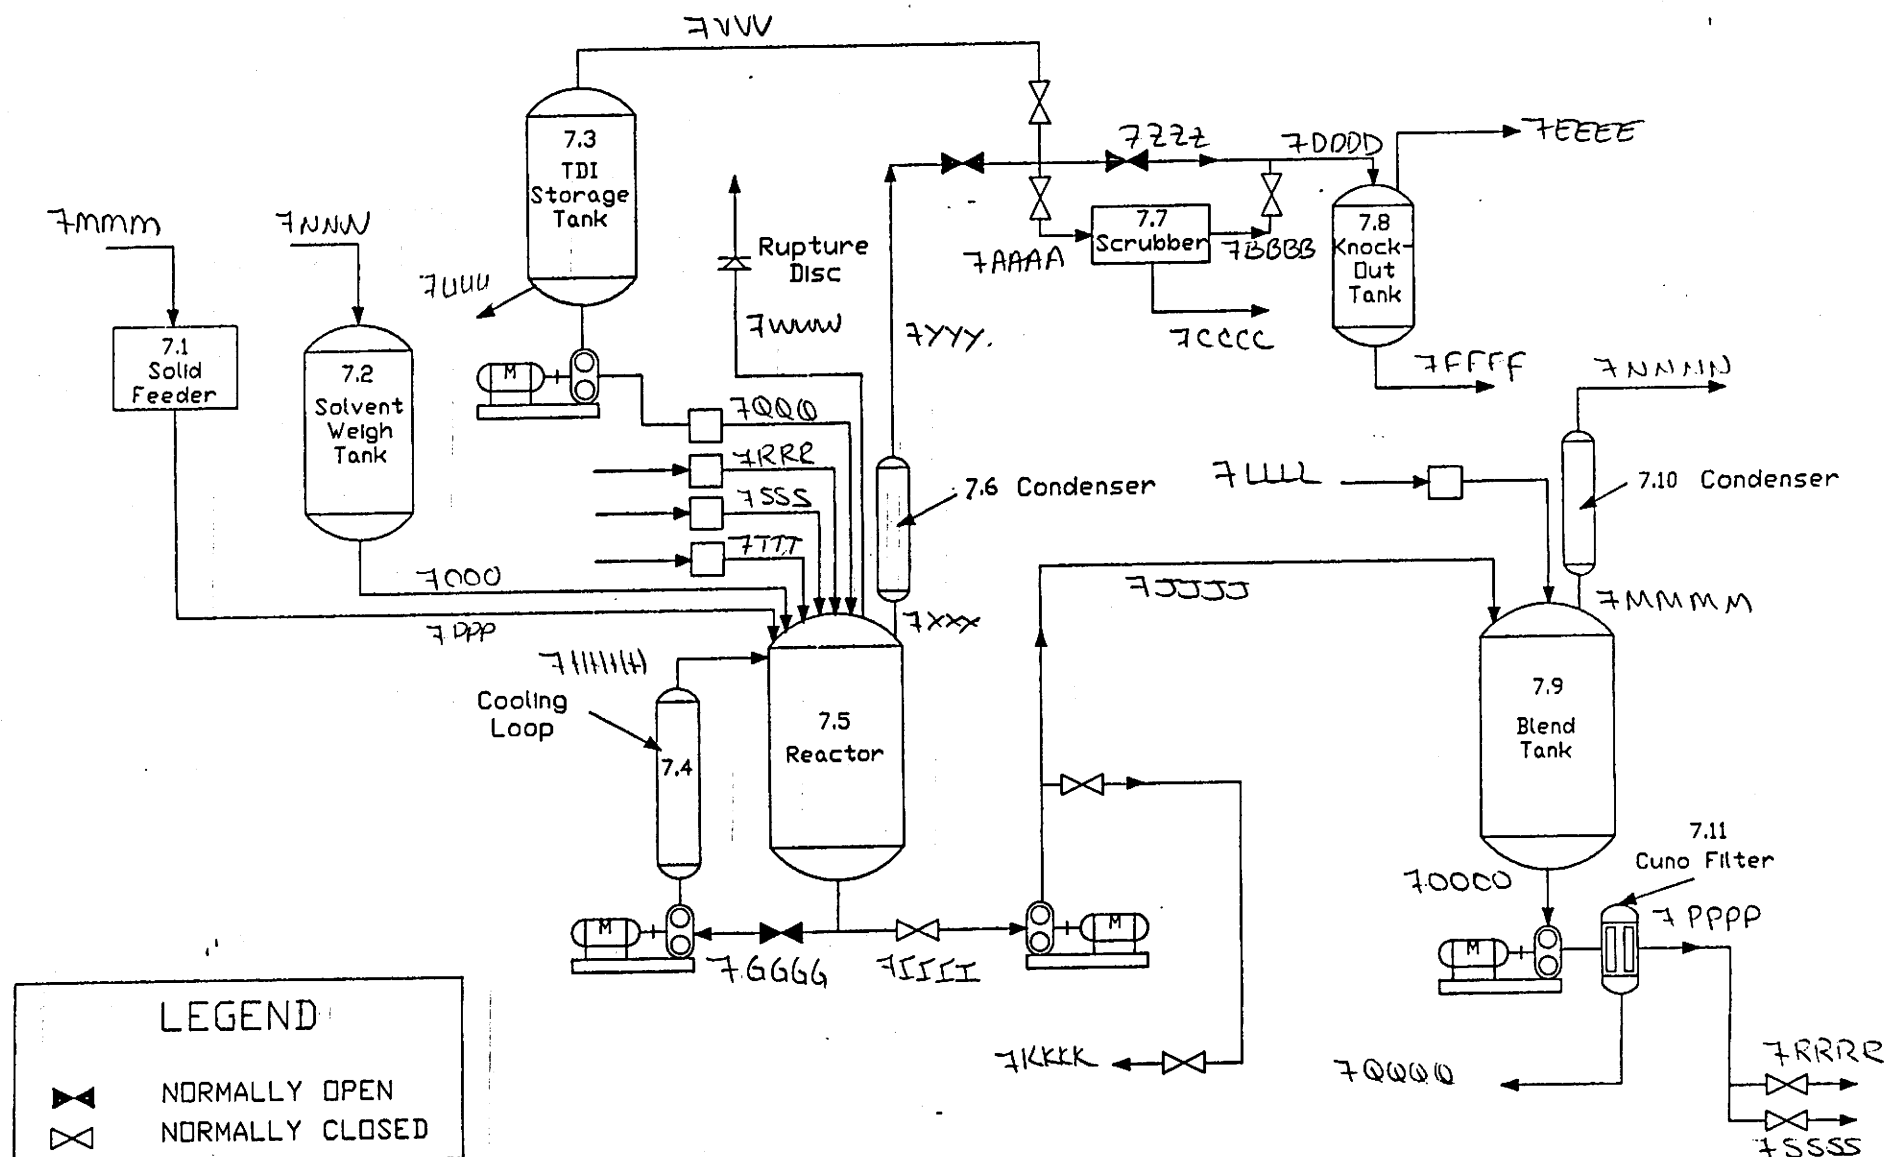 7VVV
7.3
TDI
Storage
Tank
7ZZZ
7DDDD
7EEEE
7MMM
7NNN
7UUU
Rupture
Disc
7WWW
7YYY.
7AAAA
7.7
Scrubber
7BBBB
7CCCC
7.8
Knock-
Out
Tank
7FFFF
7NNNN
7.1
Solid
Feeder
7.2
Solvent
Weigh
Tank
M
7QQQ
7RRR
7SSS
7TTT
7.6 Condenser
7LLLL
7.10 Condenser
7OOO
7PPP
7XXX
7JJJJ
7MMMM
7HHHH
Cooling
Loop
7.4
7.5
Reactor
7.9
Blend
Tank
7.11
Cuno Filter
7OOOO
7PPPP
M
7.GGGG
7IIII
M
M
7KKKK
7QQQQ
7RRRR
7SSSS
LEGEND
NORMALLY OPEN
NORMALLY CLOSED